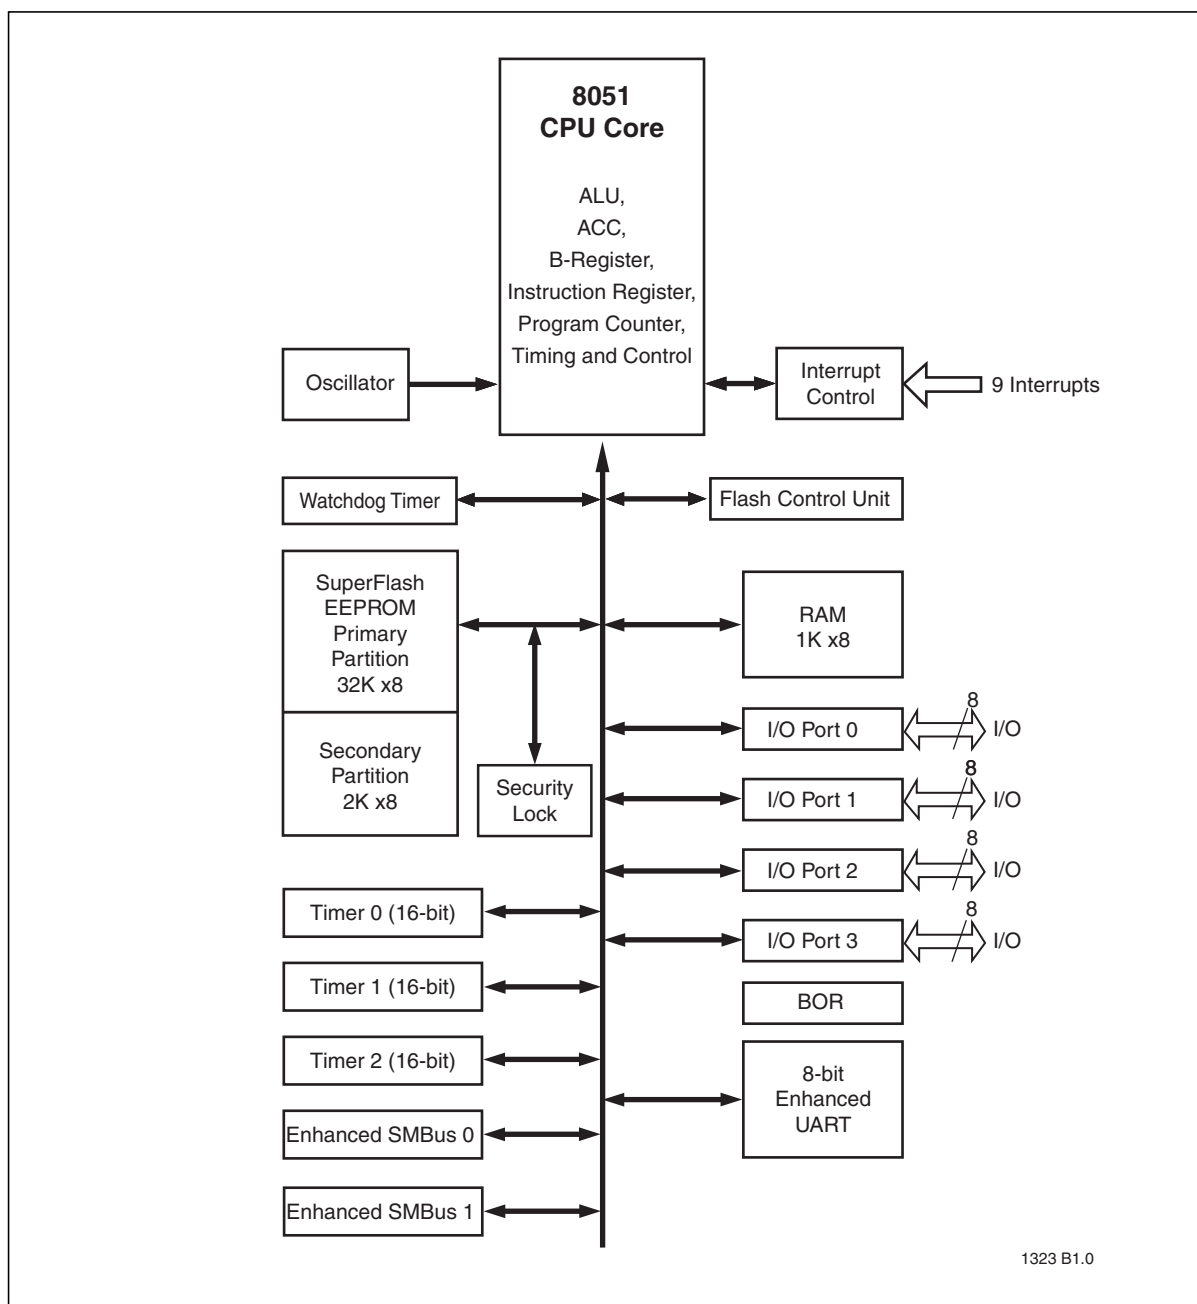 8051
CPU Core
ALU,
ACC,
B-Register,
Instruction Register,
Program Counter,
Timing and Control
Oscillator
Interrupt
Control
9 Interrupts
Watchdog Timer
Flash Control Unit
SuperFlash
EEPROM
Primary
Partition
32K x8
RAM
1K x8
Secondary
Partition
2K x8
Security
Lock
I/O Port 0
8
I/O
I/O Port 1
8
I/O
I/O Port 2
8
I/O
I/O Port 3
8
I/O
Timer 0 (16-bit)
Timer 1 (16-bit)
BOR
Timer 2 (16-bit)
8-bit
Enhanced
UART
Enhanced SMBus 0
Enhanced SMBus 1
1323 B1.0